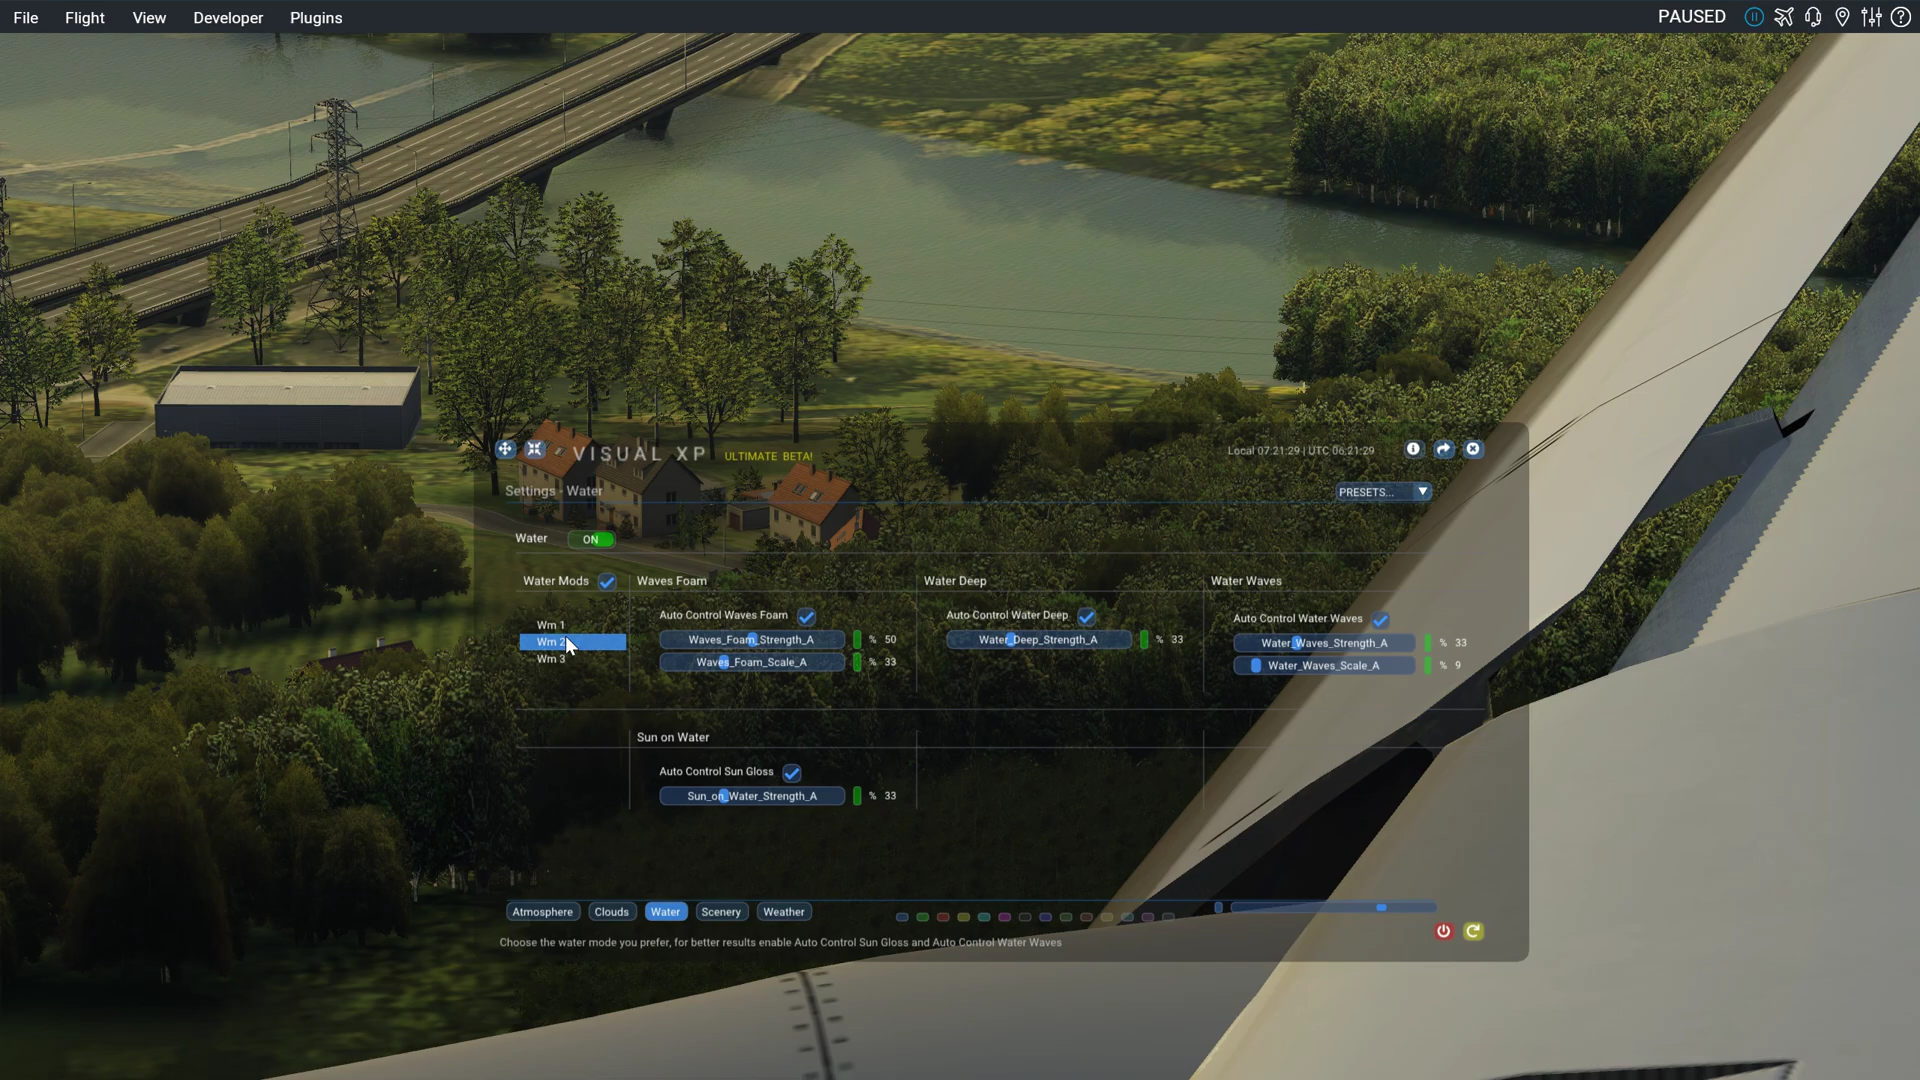 File Flight View Developer Plugins PAUSED
VISUAL XP ULTIMATE BETA! Local 07:21:29 | UTC 06:21:29
Settings - Water PRESETS...
Water ON
Water Mods Waves Foam Water Deep Water Waves
Auto Control Waves Foam Auto Control Water Deep Auto Control Water Waves
Wm 1
Wm 2 Waves_Foam_Strength_A % 50 Water_Deep_Strength_A % 33 Water_Waves_Strength_A % 33
Wm 3 Waves_Foam_Scale_A % 33 Water_Waves_Scale_A % 9
Sun on Water
Auto Control Sun Gloss
Sun_on_Water_Strength_A % 33
Atmosphere Clouds Water Scenery Weather
Choose the water mode you prefer, for better results enable Auto Control Sun Gloss and Auto Control Water Waves